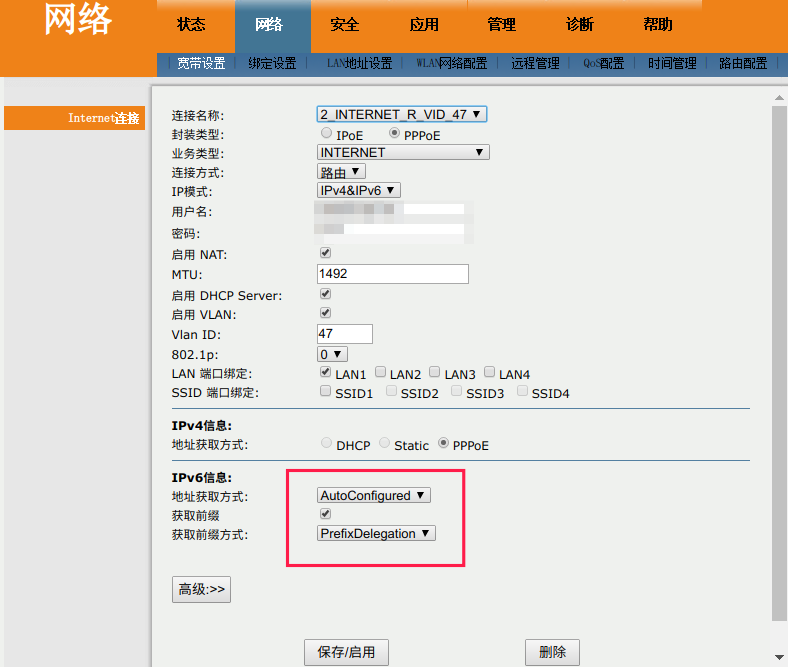 网络
状态 网络 安全 应用 管理 诊断 帮助
宽带设置 绑定设置 LAN地址设置 WLAN网络配置 远程管理 QoS配置 时间管理 路由配置
Internet连接
连接名称: 2_INTERNET_R_VID_47
封装类型: IPoE PPPoE
业务类型: INTERNET
连接方式: 路由
IP模式: IPv4&IPv6
用户名:
密码:
启用 NAT:
MTU: 1492
启用 DHCP Server:
启用 VLAN:
Vlan ID: 47
802.1p: 0
LAN 端口绑定: LAN1 LAN2 LAN3 LAN4
SSID 端口绑定: SSID1 SSID2 SSID3 SSID4
IPv4信息:
地址获取方式: DHCP Static PPPoE
IPv6信息:
地址获取方式: AutoConfigured
获取前缀
获取前缀方式: PrefixDelegation
高级:>>
保存/启用 删除